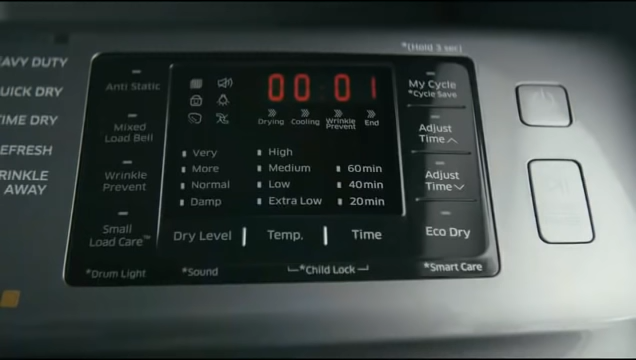 *(Hold 3 sec)
EAVY DUTY
UICK DRY
TIME DRY
EFRESH
RINKLE
AWAY
Anti Static
Mixed
Load Bell
Wrinkle
Prevent
Small
Load Care™
*Drum Light
00:01
Drying
Cooling
Wrinkle
Prevent
End
Very
More
Normal
Damp
High
Medium
Low
Extra Low
60min
40min
20min
Dry Level
Temp.
Time
*Sound
*Child Lock
My Cycle
*Cycle Save
Adjust
Time
Adjust
Time
Eco Dry
*Smart Care